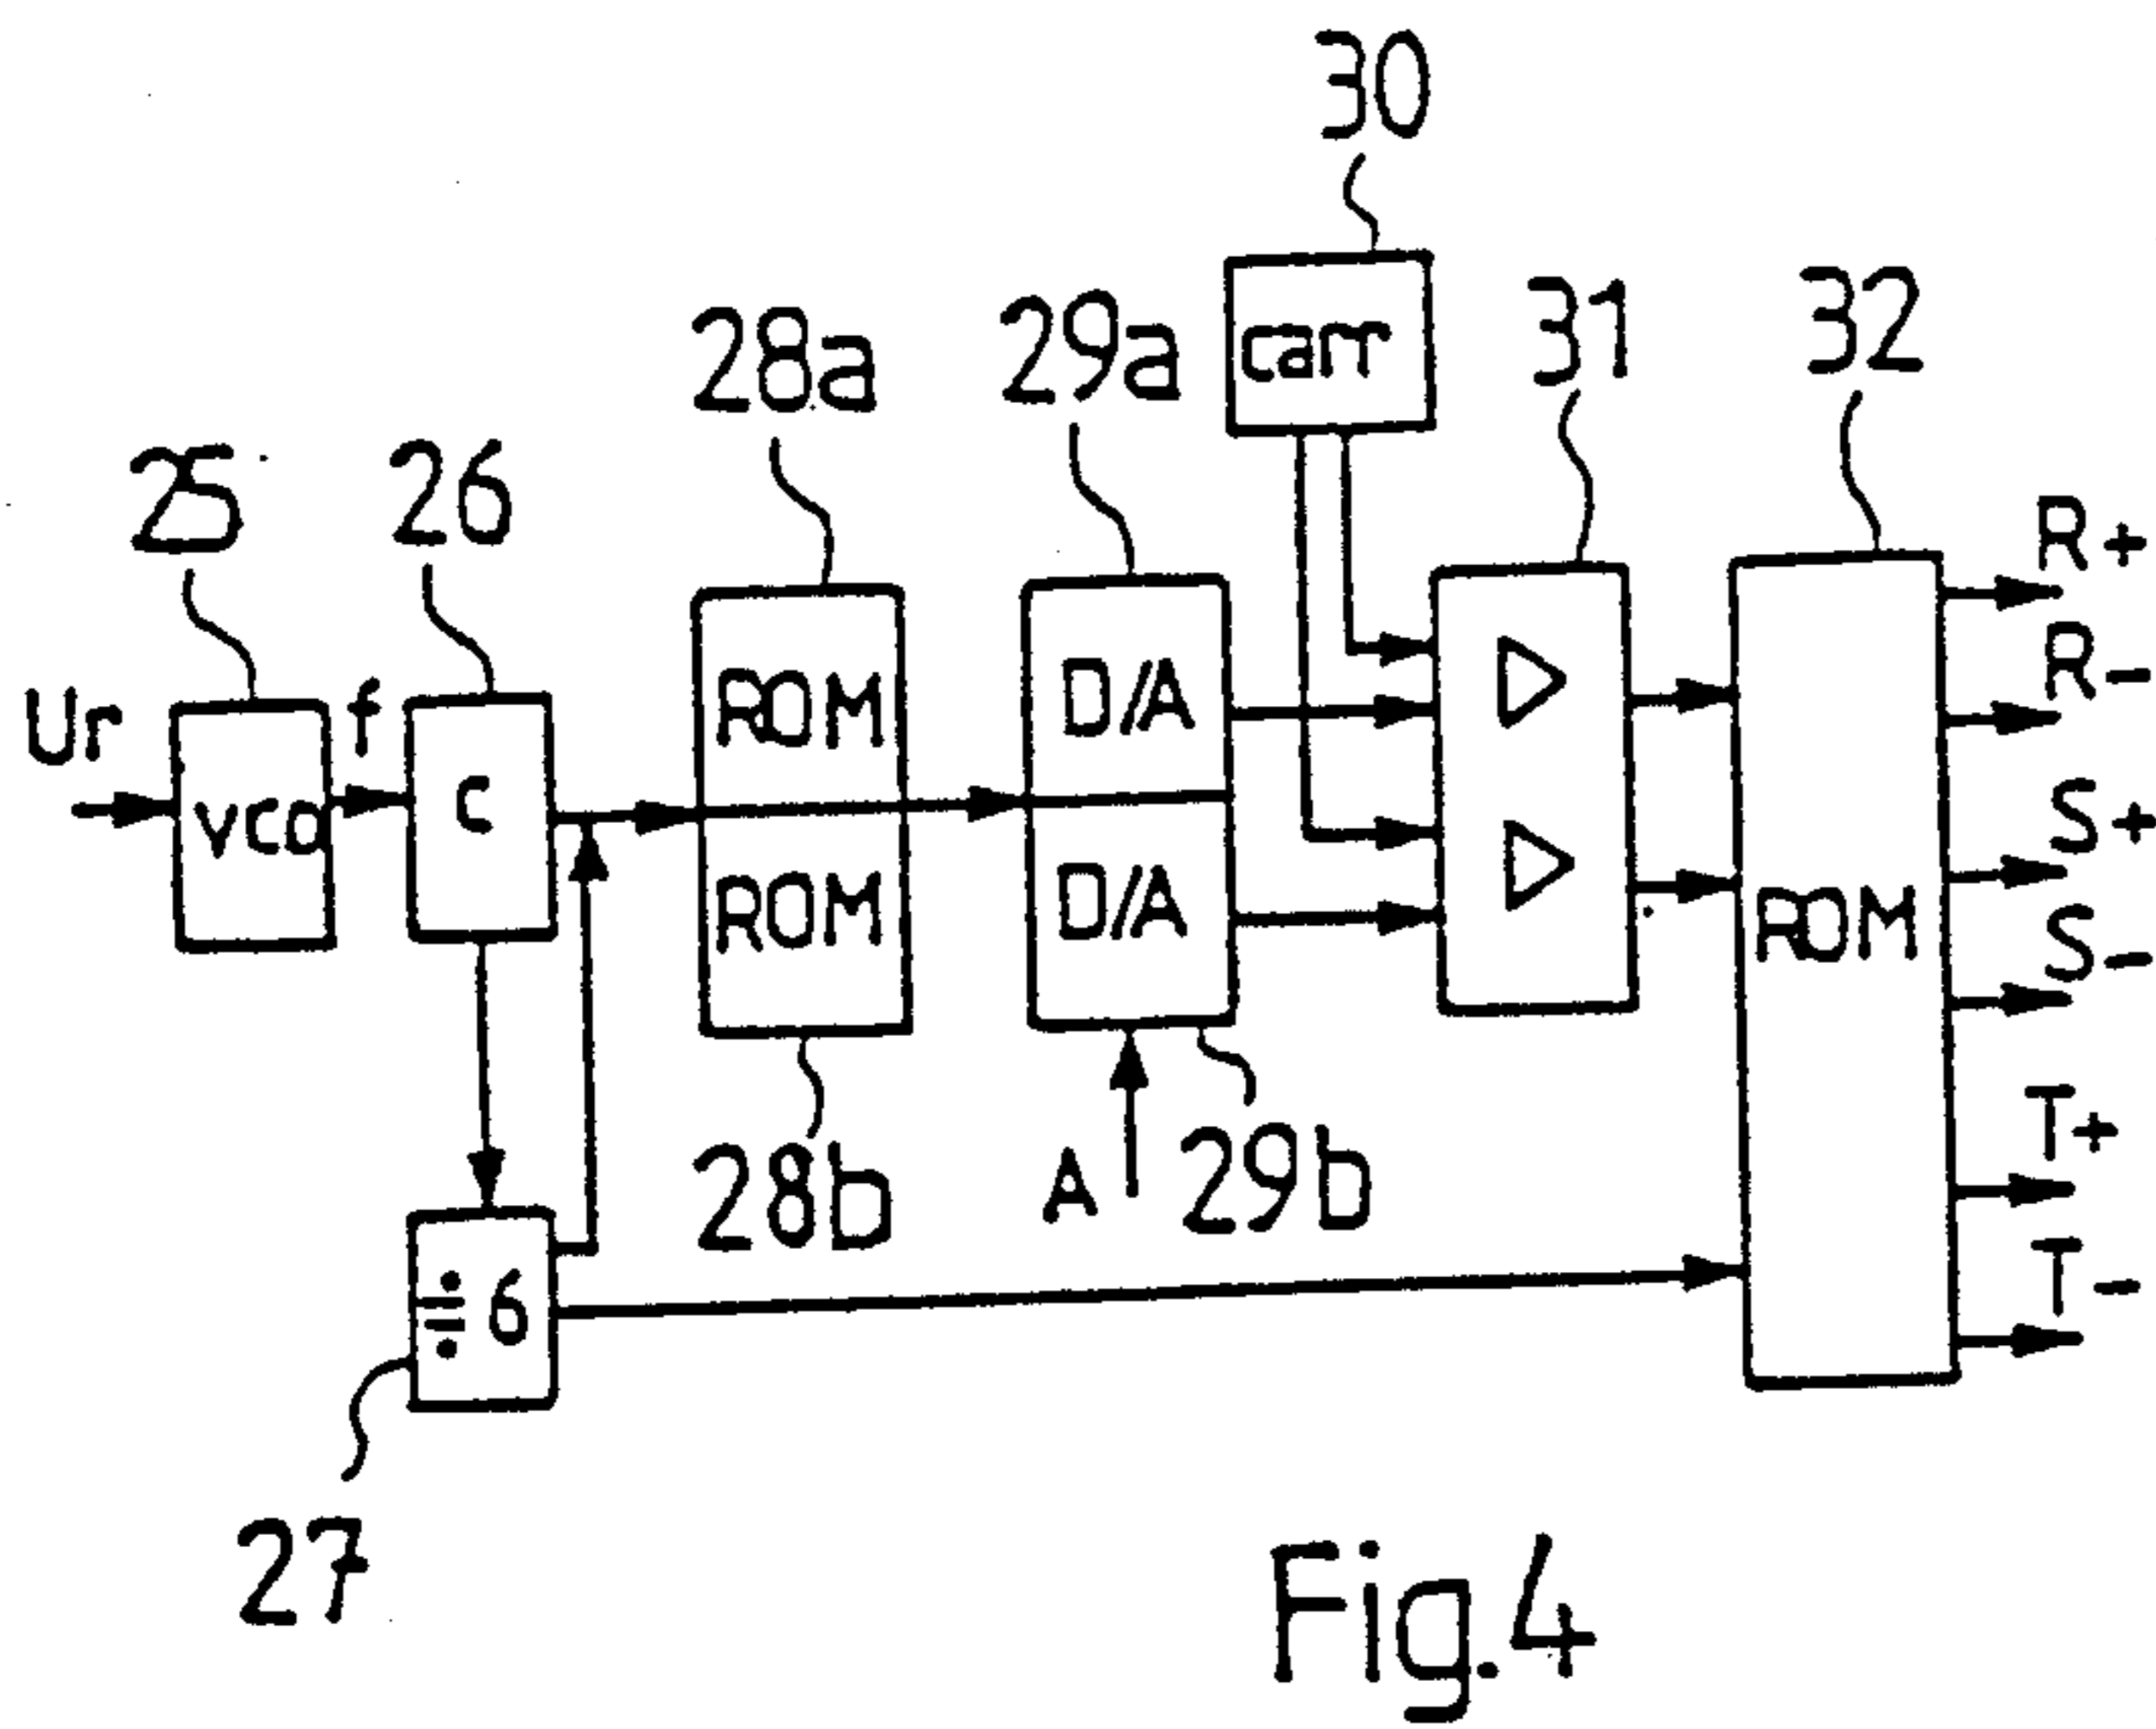 30
28a
29a
carr
31
32
25
26
R+
R-
Ur
f
ROM
D/A
S+
vco
c
S-
ROM
D/A
ROM
T+
28b
A
29b
T-
÷6
27
Fig.4